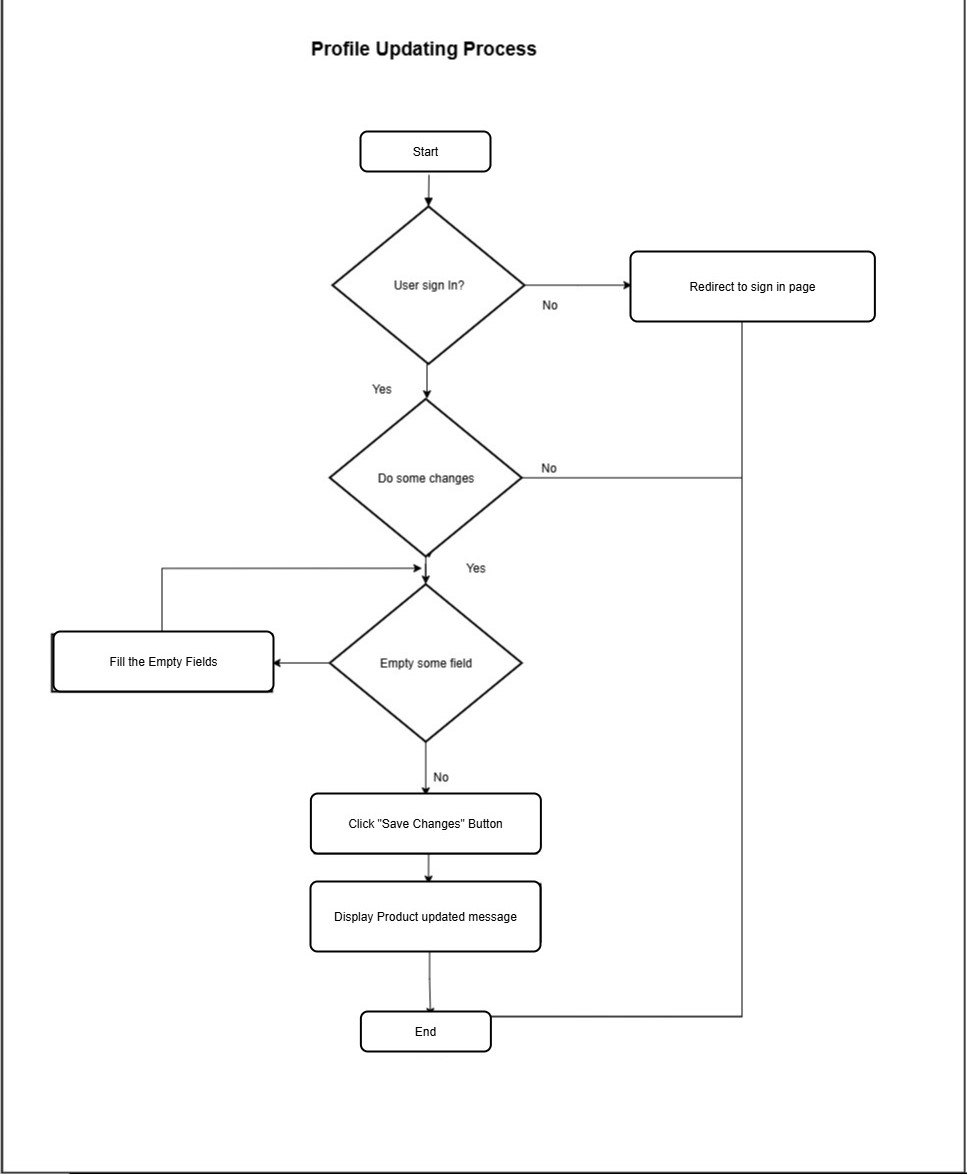 Profile Updating Process
Start
User sign In?
No
Redirect to sign in page
Yes
Do some changes
No
Yes
Fill the Empty Fields
Empty some field
No
Click "Save Changes" Button
Display Product updated message
End